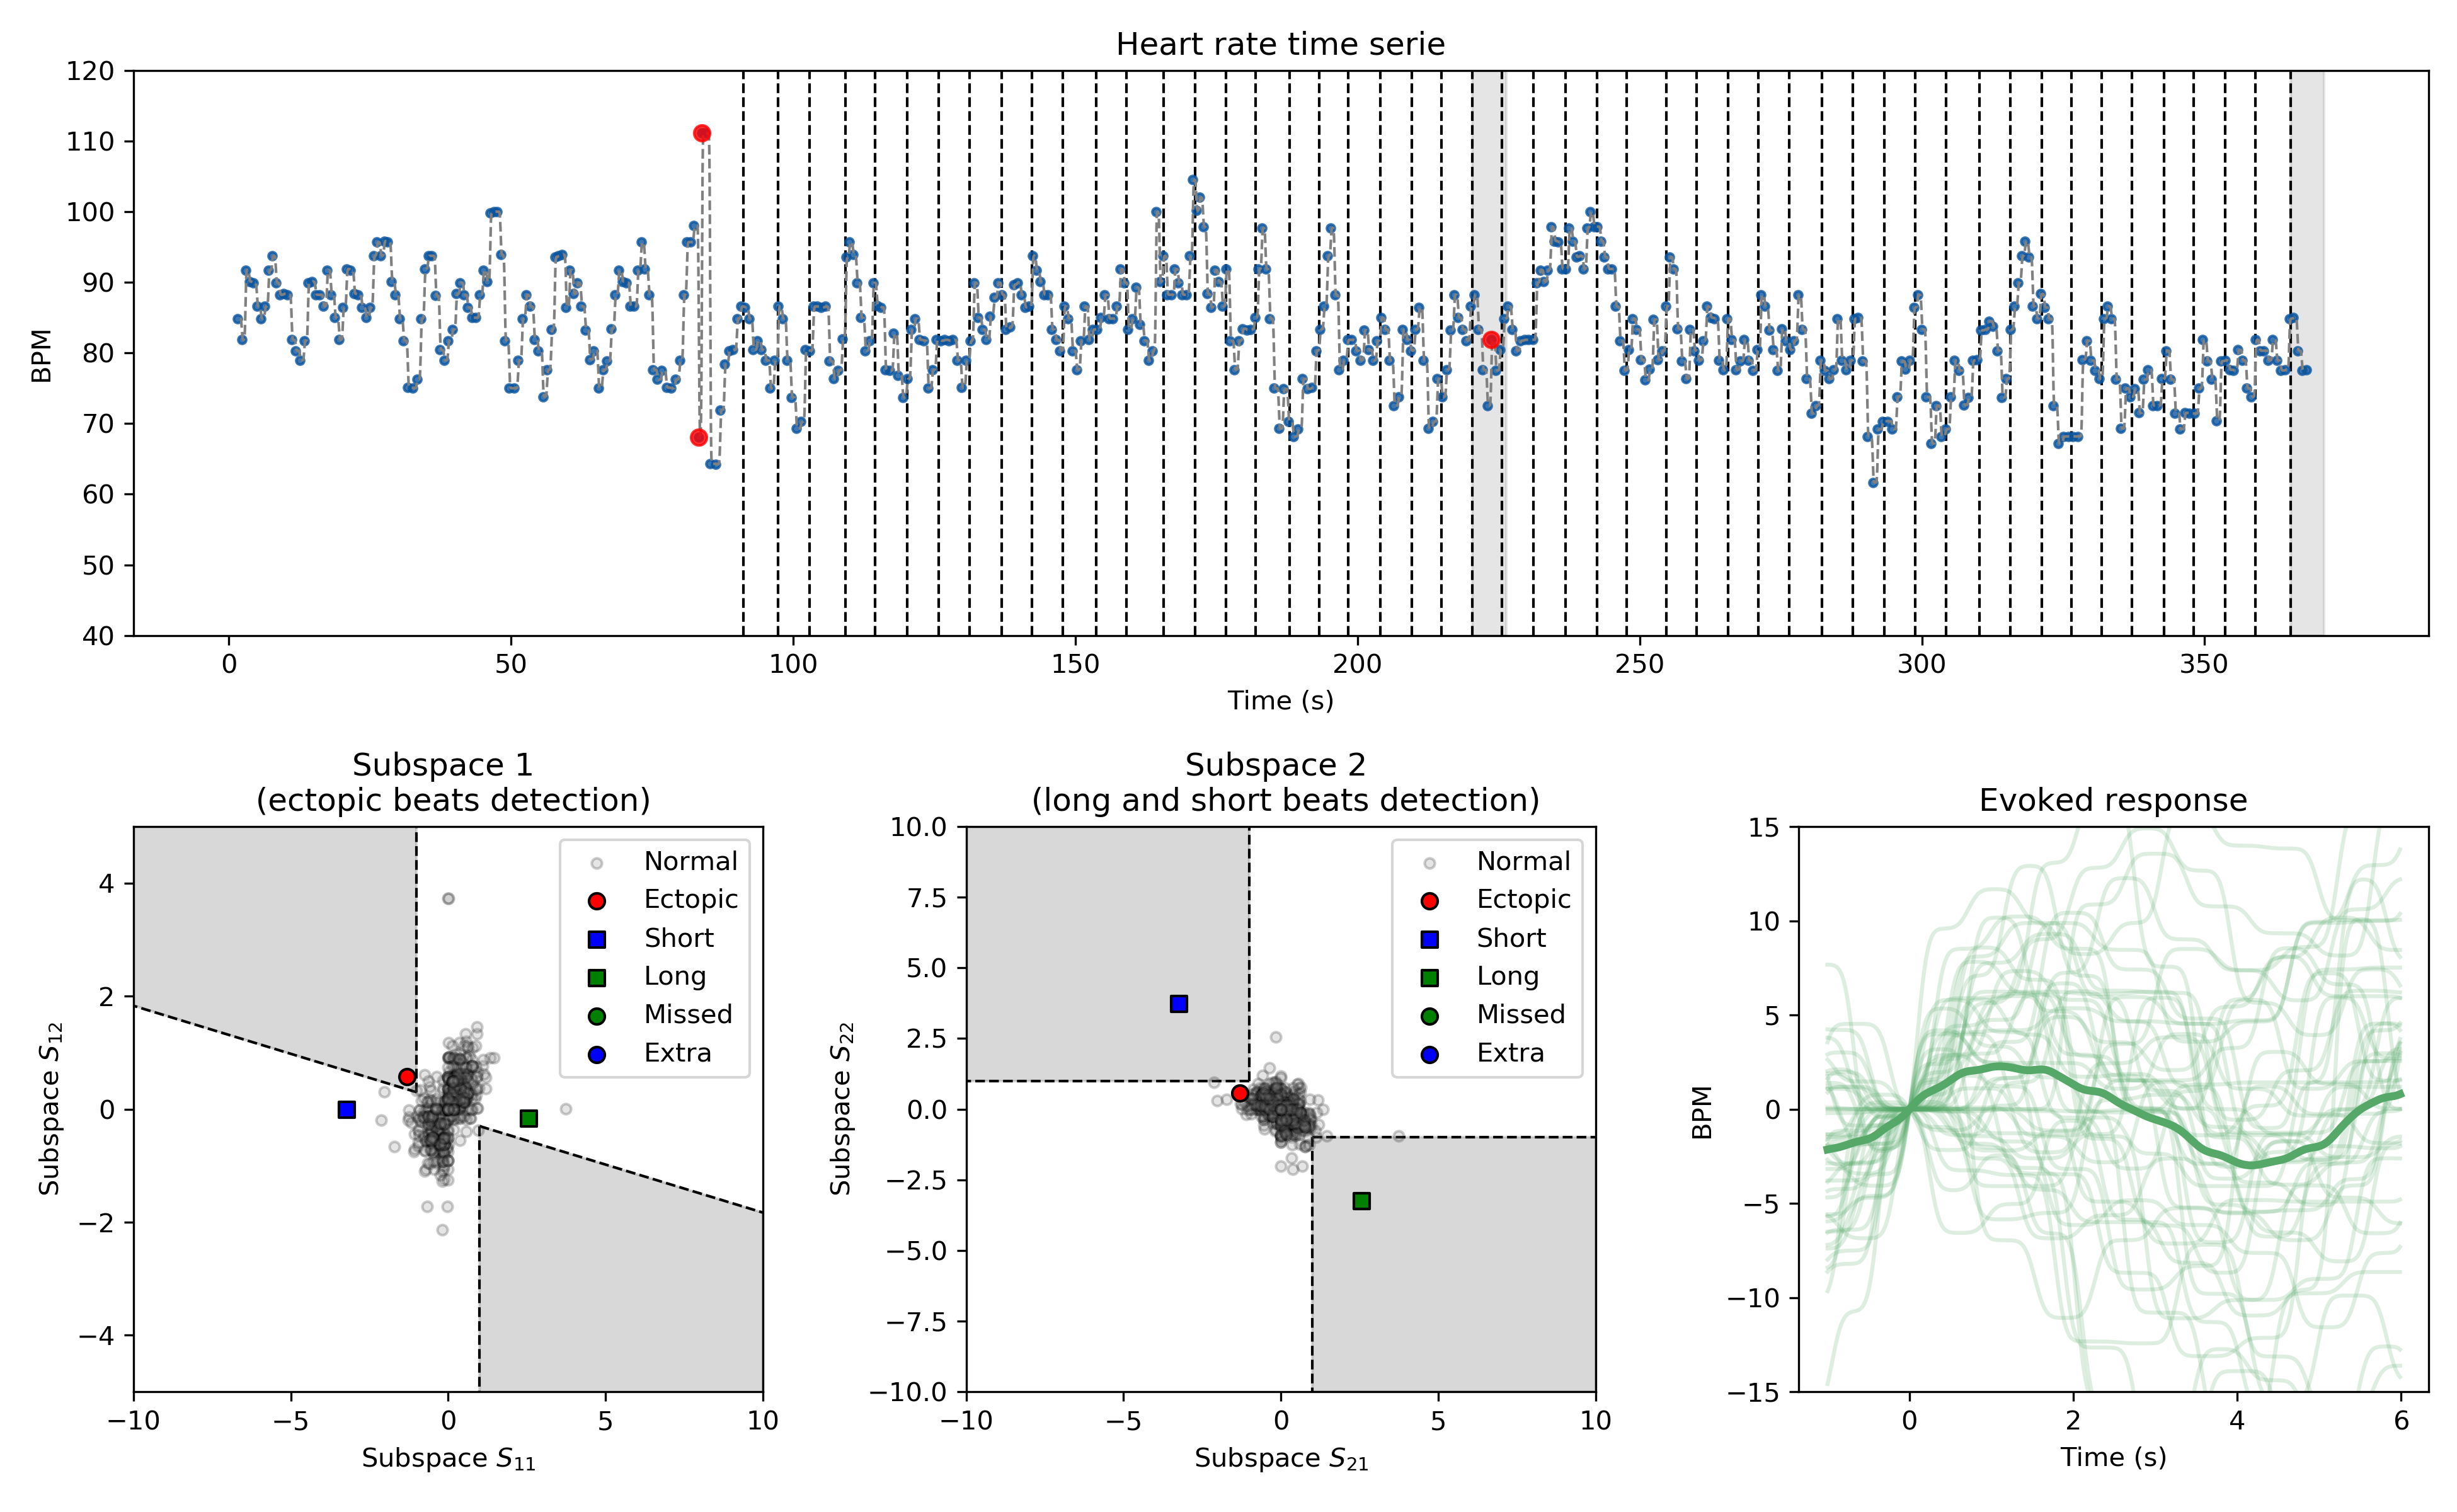 Heart rate time serie
120
110
100
90
80
70
60
50
40
BPM
0 50 100 150 200 250 300 350
Time (s)
Subspace 1
(ectopic beats detection)
4
2
0
−2
−4
Subspace S12
−10 −5 0 5 10
Subspace S11
Normal
Ectopic
Short
Long
Missed
Extra
Subspace 2
(long and short beats detection)
10.0
7.5
5.0
2.5
0.0
−2.5
−5.0
−7.5
−10.0
Subspace S22
−10 −5 0 5 10
Subspace S21
Normal
Ectopic
Short
Long
Missed
Extra
Evoked response
15
10
5
0
−5
−10
−15
BPM
0 2 4 6
Time (s)